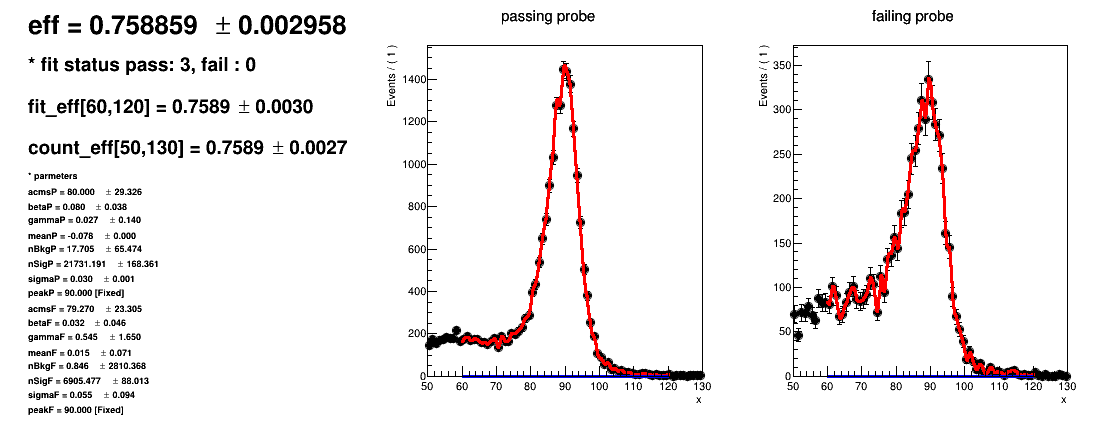 eff = 0.758859 ± 0.002958
* fit status pass: 3, fail : 0
fit_eff[60,120] = 0.7589 ± 0.0030
count_eff[50,130] = 0.7589 ± 0.0027
* parmeters
acmsP = 80.000 ± 29.326
betaP = 0.080 ± 0.038
gammaP = 0.027 ± 0.140
meanP = -0.078 ± 0.000
nBkgP = 17.705 ± 65.474
nSigP = 21731.191 ± 168.361
sigmaP = 0.030 ± 0.001
peakP = 90.000 [Fixed]
acmsF = 79.270 ± 23.305
betaF = 0.032 ± 0.046
gammaF = 0.545 ± 1.650
meanF = 0.015 ± 0.071
nBkgF = 0.846 ± 2810.368
nSigF = 6905.477 ± 88.013
sigmaF = 0.055 ± 0.094
peakF = 90.000 [Fixed]
passing probe
Events / ( 1 )
1400
1200
1000
800
600
400
200
0
50 60 70 80 90 100 110 120 130
x
failing probe
Events / ( 1 )
350
300
250
200
150
100
50
0
50 60 70 80 90 100 110 120 130
x